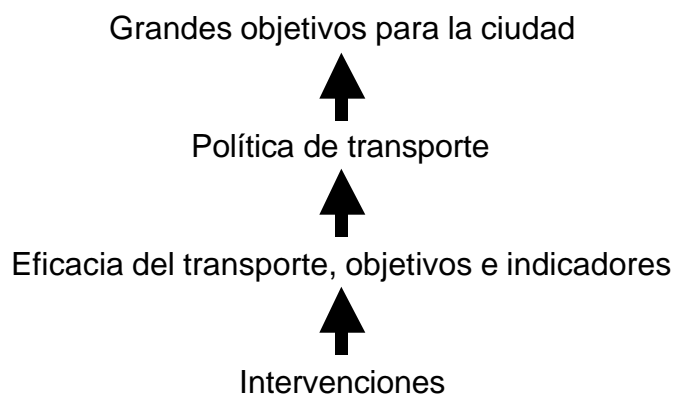 Grandes objetivos para la ciudad
Política de transporte
Eficacia del transporte, objetivos e indicadores
Intervenciones